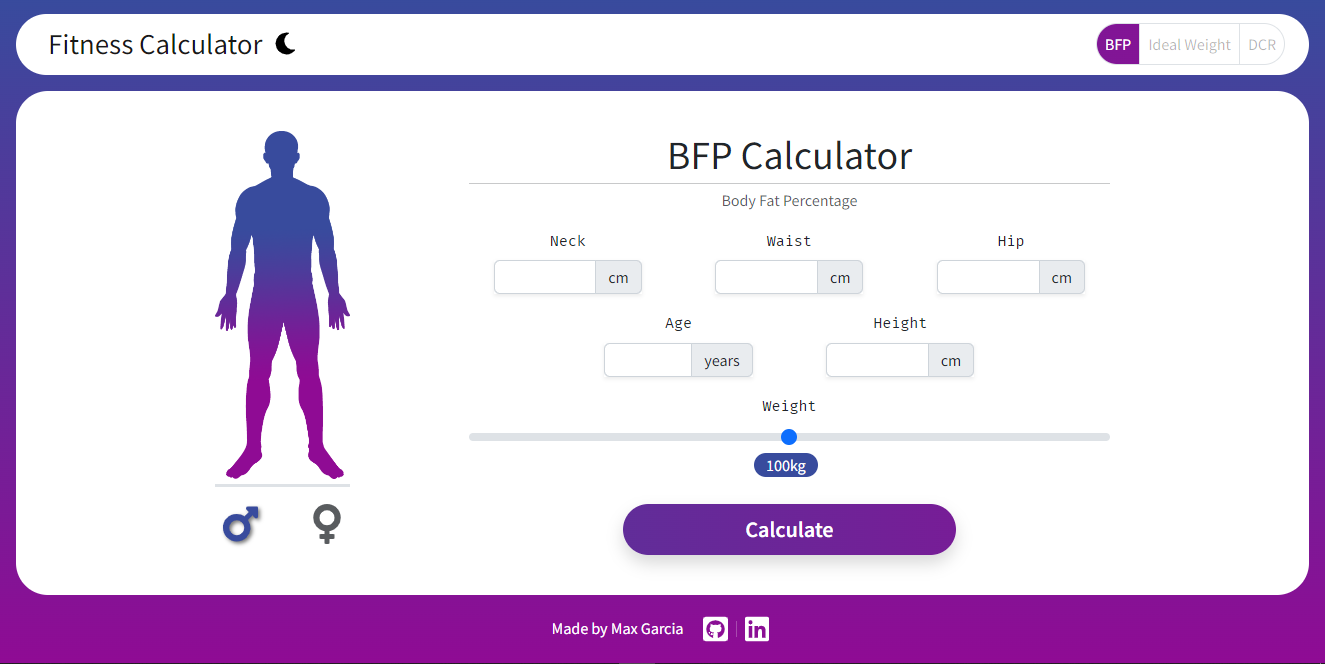 Fitness Calculator
BFP Ideal Weight DCR
BFP Calculator
Body Fat Percentage
Neck Waist Hip
cm cm cm
Age Height
years cm
Weight
100kg
Calculate
Made by Max Garcia in